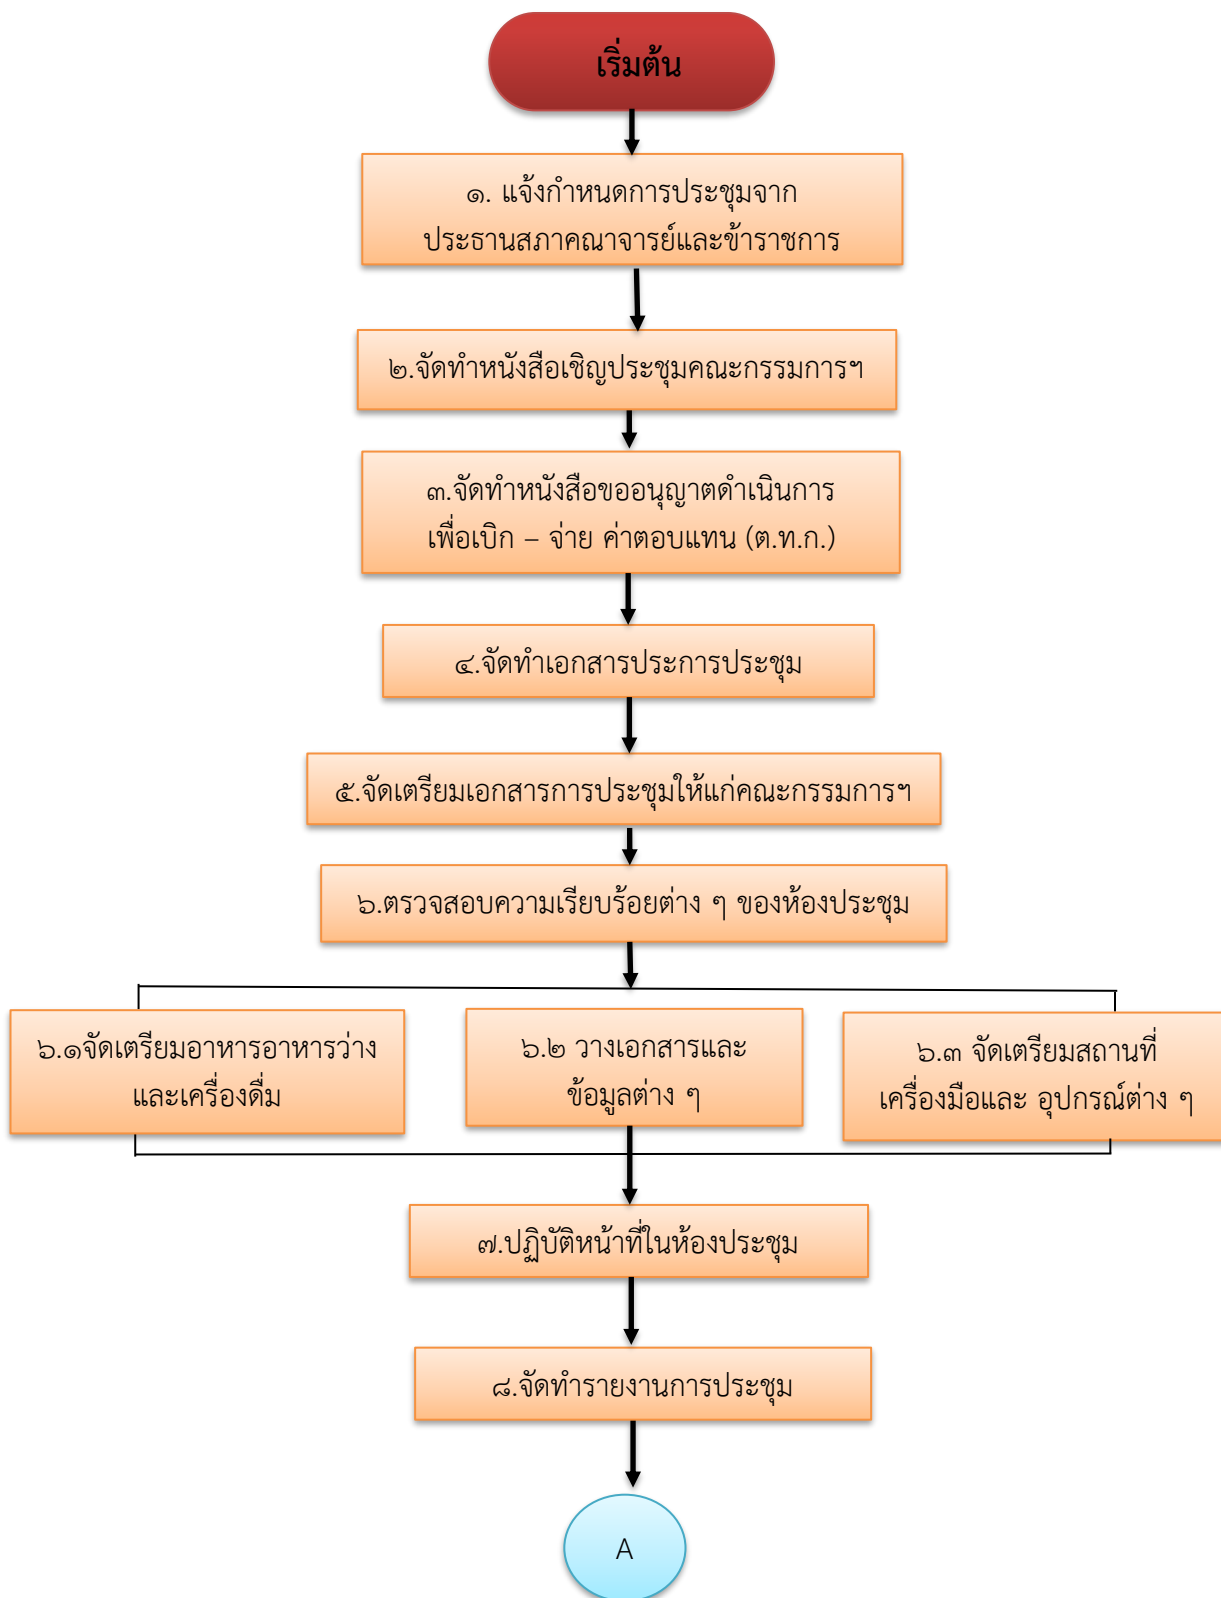 เริ่มต้น
๑. แจ้งกำหนดการประชุมจาก
ประธานสภาคณาจารย์และข้าราชการ
๒.จัดทำหนังสือเชิญประชุมคณะกรรมการฯ
๓.จัดทำหนังสือขออนุญาตดำเนินการ
เพื่อเบิก – จ่าย ค่าตอบแทน (ต.ท.ก.)
๔.จัดทำเอกสารประการประชุม
๕.จัดเตรียมเอกสารการประชุมให้แก่คณะกรรมการฯ
๖.ตรวจสอบความเรียบร้อยต่าง ๆ ของห้องประชุม
๖.๑จัดเตรียมอาหารอาหารว่าง
และเครื่องดื่ม
๖.๒ วางเอกสารและ
ข้อมูลต่าง ๆ
๖.๓ จัดเตรียมสถานที่
เครื่องมือและ อุปกรณ์ต่าง ๆ
๗.ปฏิบัติหน้าที่ในห้องประชุม
๘.จัดทำรายงานการประชุม
A